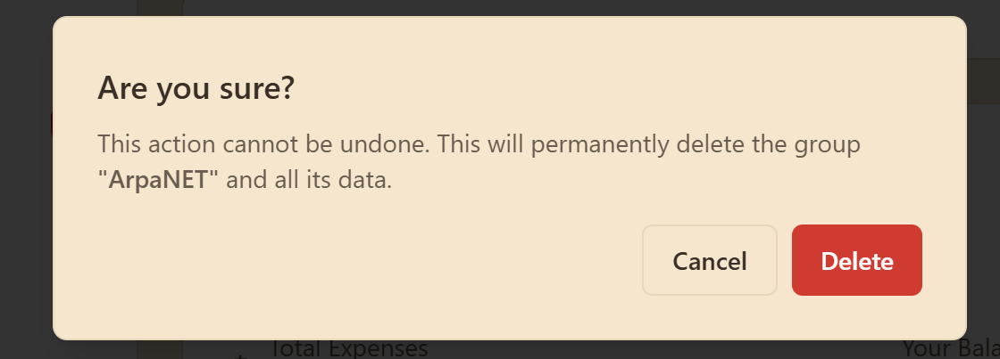 Are you sure?
This action cannot be undone. This will permanently delete the group
"ArpaNET" and all its data.
Cancel
Delete
Total Expenses
Your Bala